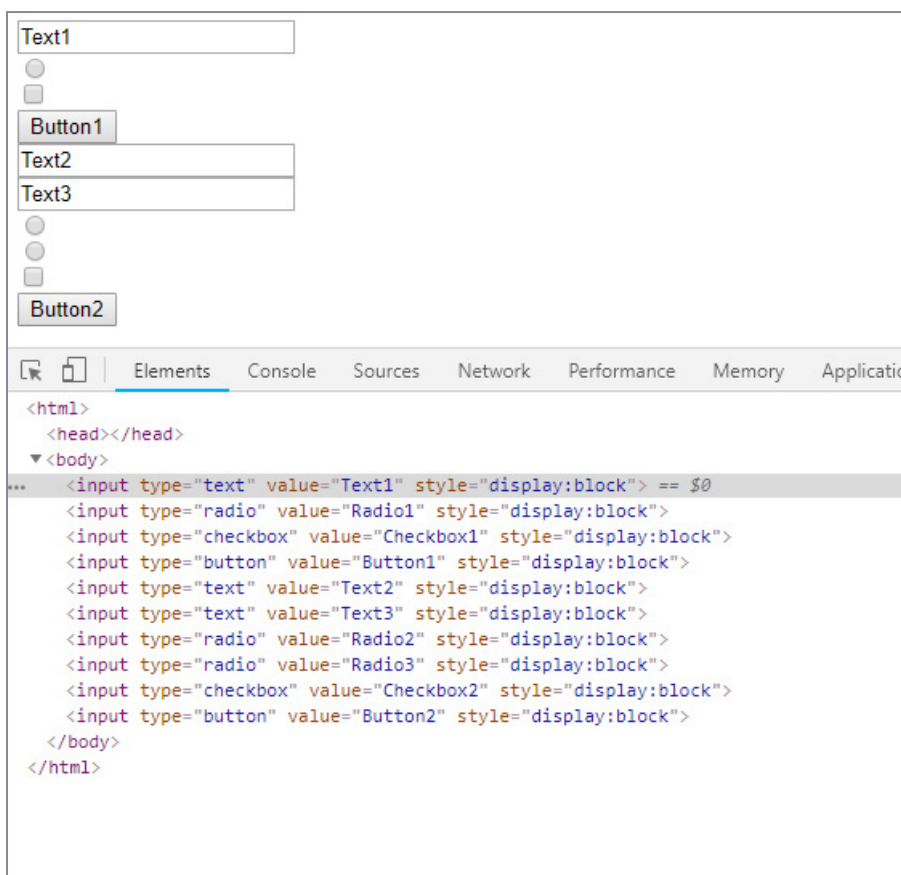 Text1
Button1
Text2
Text3
Button2
Elements Console Sources Network Performance Memory Applicatic
<html>
<head></head>
▼<body>
... <input type="text" value="Text1" style="display:block"> == $0
<input type="radio" value="Radio1" style="display:block">
<input type="checkbox" value="Checkbox1" style="display:block">
<input type="button" value="Button1" style="display:block">
<input type="text" value="Text2" style="display:block">
<input type="text" value="Text3" style="display:block">
<input type="radio" value="Radio2" style="display:block">
<input type="radio" value="Radio3" style="display:block">
<input type="checkbox" value="Checkbox2" style="display:block">
<input type="button" value="Button2" style="display:block">
</body>
</html>